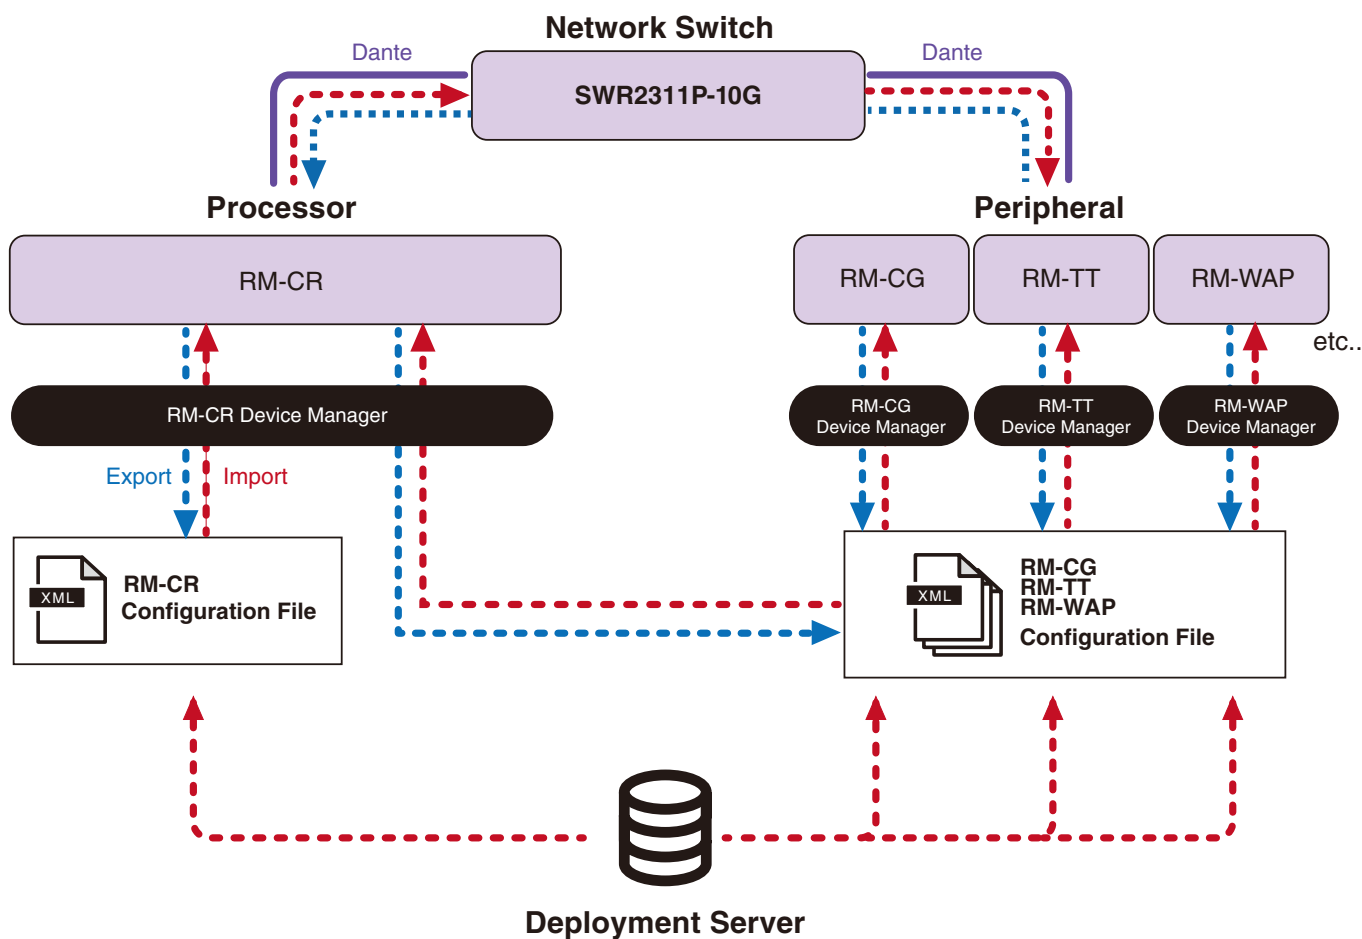 Network Switch
Dante
Dante
SWR2311P-10G
Processor
Peripheral
RM-CR
RM-CG
RM-TT
RM-WAP
etc..
RM-CR Device Manager
RM-CG
Device Manager
RM-TT
Device Manager
RM-WAP
Device Manager
Export
Import
XML
RM-CR
Configuration File
XML
RM-CG
RM-TT
RM-WAP
Configuration File
Deployment Server